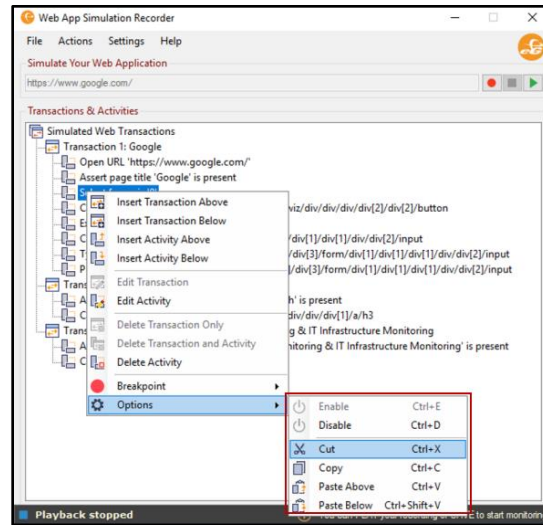 Web App Simulation Recorder
File Actions Settings Help
Simulate Your Web Application
https://www.google.com/
Transactions & Activities
Simulated Web Transactions
Transaction 1: Google
Open URL 'https://www.google.com/'
Assert page title 'Google' is present
Insert Transaction Above
viz/div/div/div/div[2]/div[2]/button
Insert Transaction Below
Insert Activity Above
/div[1]/div[1]/div/div[2]/input
Insert Activity Below
/div[3]/form/div[1]/div[1]/div[1]/div/div[2]/input
]/div[3]/form/div[1]/div[1]/div[1]/div/div[2]/input
Edit Transaction
Trans
Edit Activity
h' is present
div/div/div[1]/a/h3
Delete Transaction Only
Trans
g & IT Infrastructure Monitoring
Delete Transaction and Activity
nitoring & IT Infrastructure Monitoring' is present
Delete Activity
Breakpoint
Options
Enable Ctrl+E
Disable Ctrl+D
Cut Ctrl+X
Copy Ctrl+C
Paste Above Ctrl+V
Paste Below Ctrl+Shift+V
Playback stopped
E to start monitorin